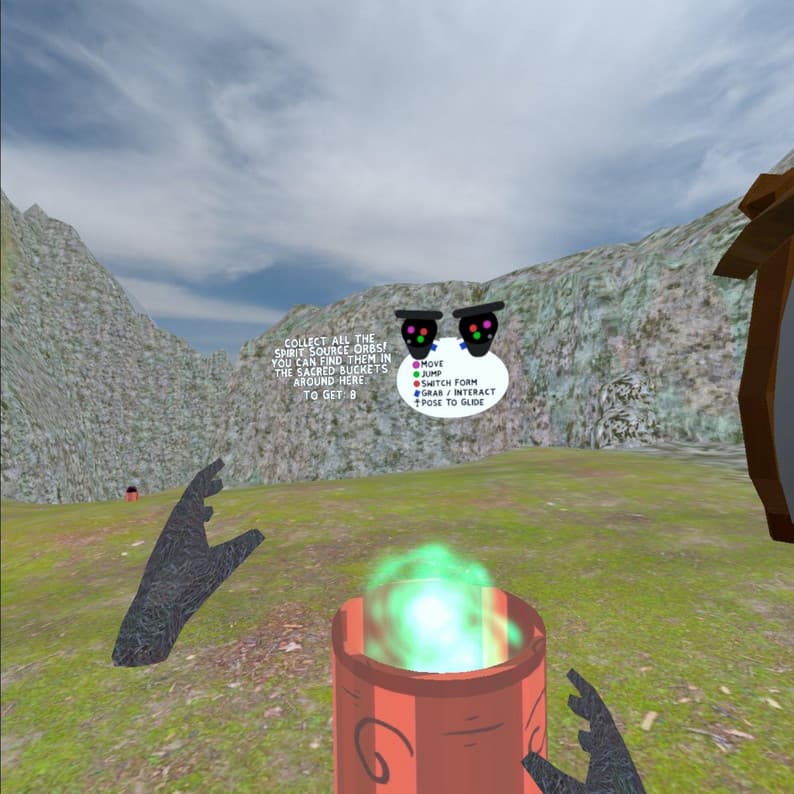 COLLECT ALL THE
SPIRIT SOURCE ORBS!
YOU CAN FIND THEM IN
THE SACRED BUCKETS
AROUND HERE.
TO GET: 8
MOVE
JUMP
SWITCH FORM
GRAB / INTERACT
POSE TO GLIDE